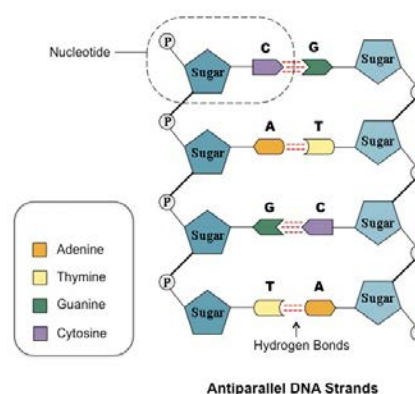 P
Nucleotide
C G
Sugar Sugar
P
A T
Sugar Sugar
P
G C
Sugar Sugar
P
T A
Sugar Sugar
Adenine
Thymine
Guanine
Cytosine
Hydrogen Bonds
Antiparallel DNA Strands